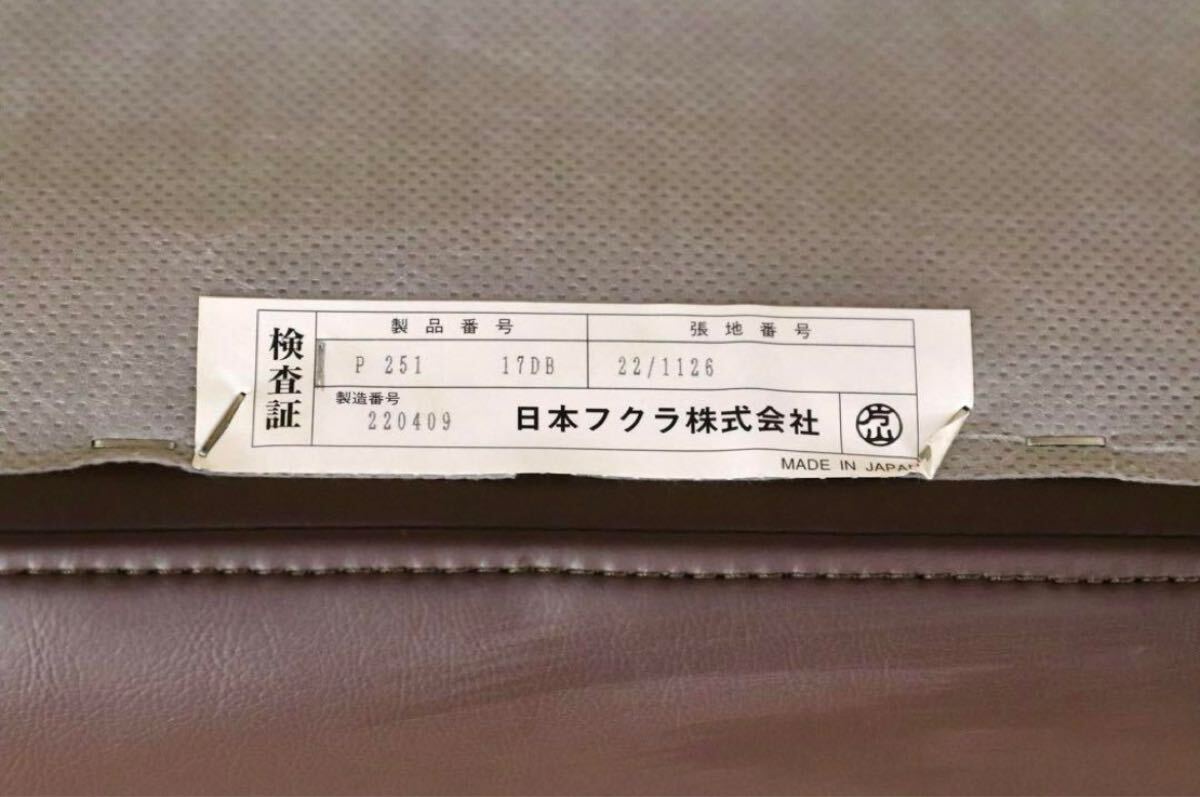 検査証
製品番号
張地番号
P 251 17DB
22/1126
製造番号
220409
日本フクラ株式会社
MADE IN JAPAN